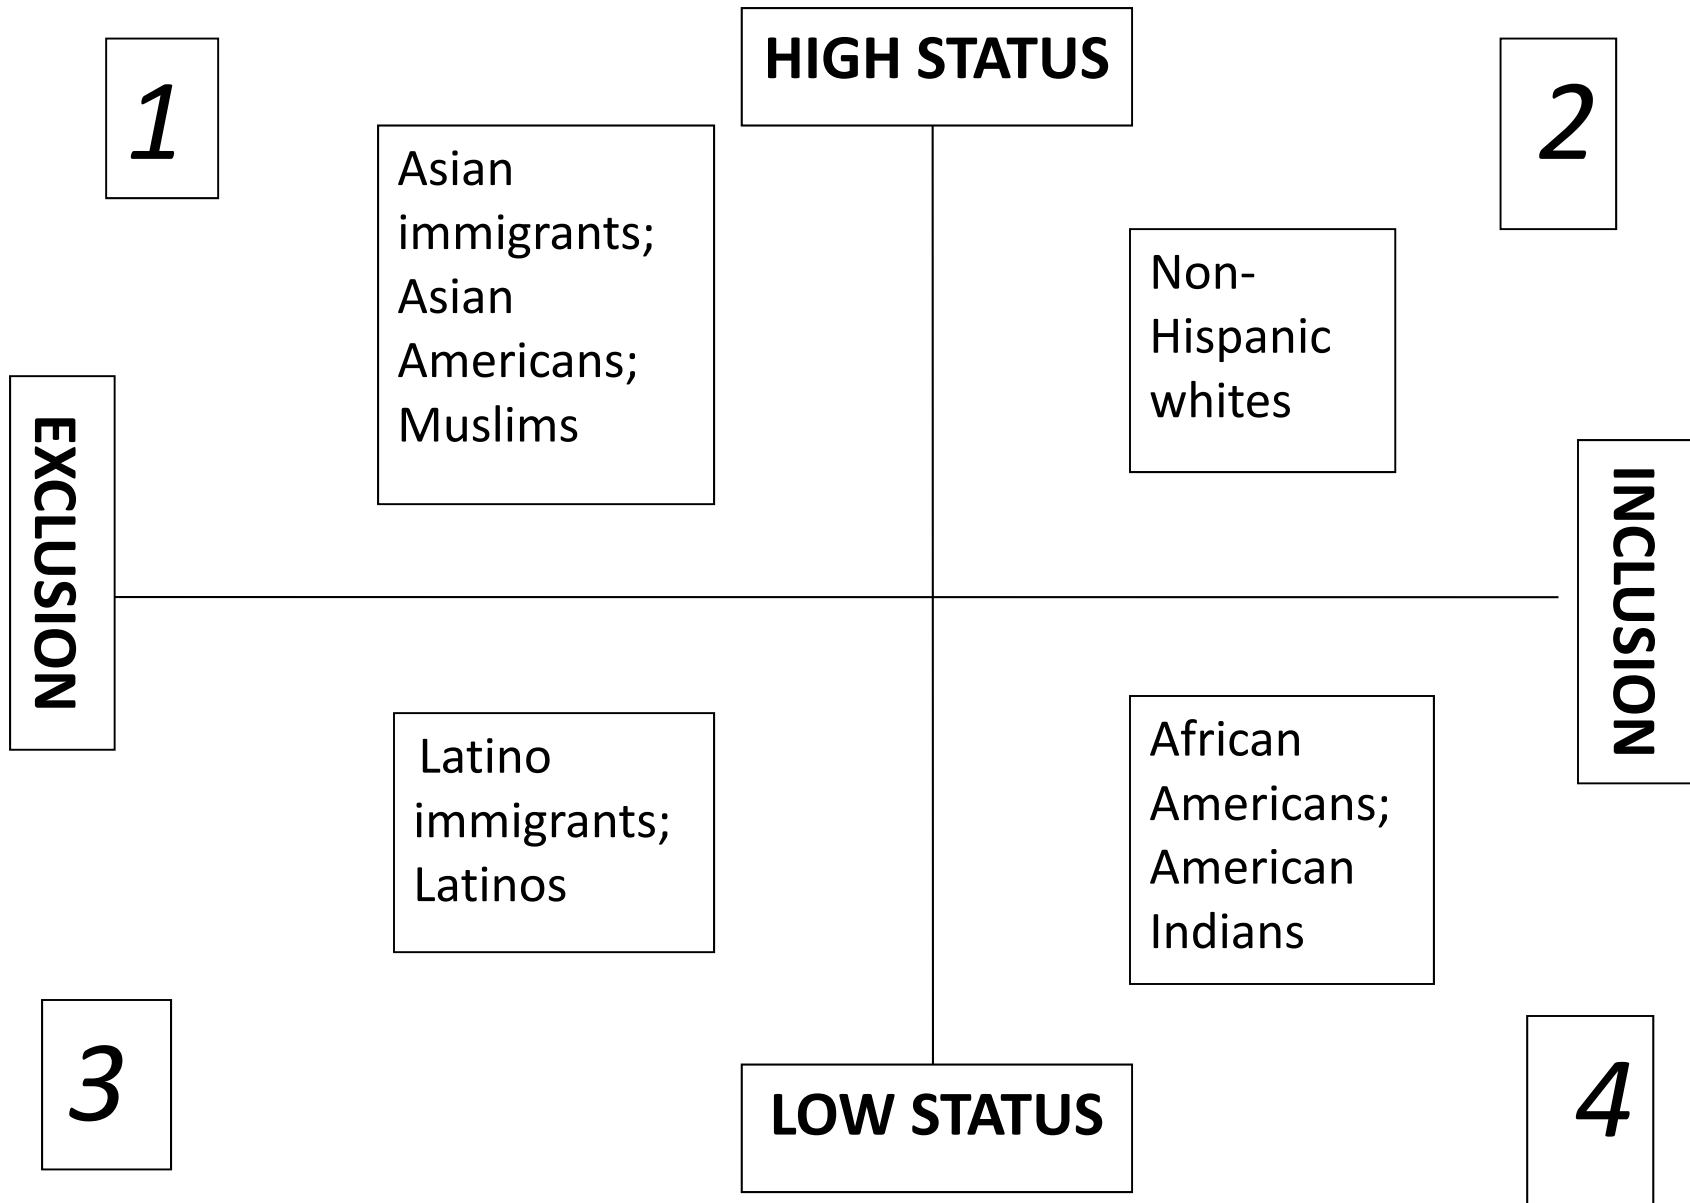 HIGH STATUS
1
2
Asian
immigrants;
Asian
Americans;
Muslims
Non-
Hispanic
whites
EXCLUSION
INCLUSION
Latino
immigrants;
Latinos
African
Americans;
American
Indians
3
LOW STATUS
4